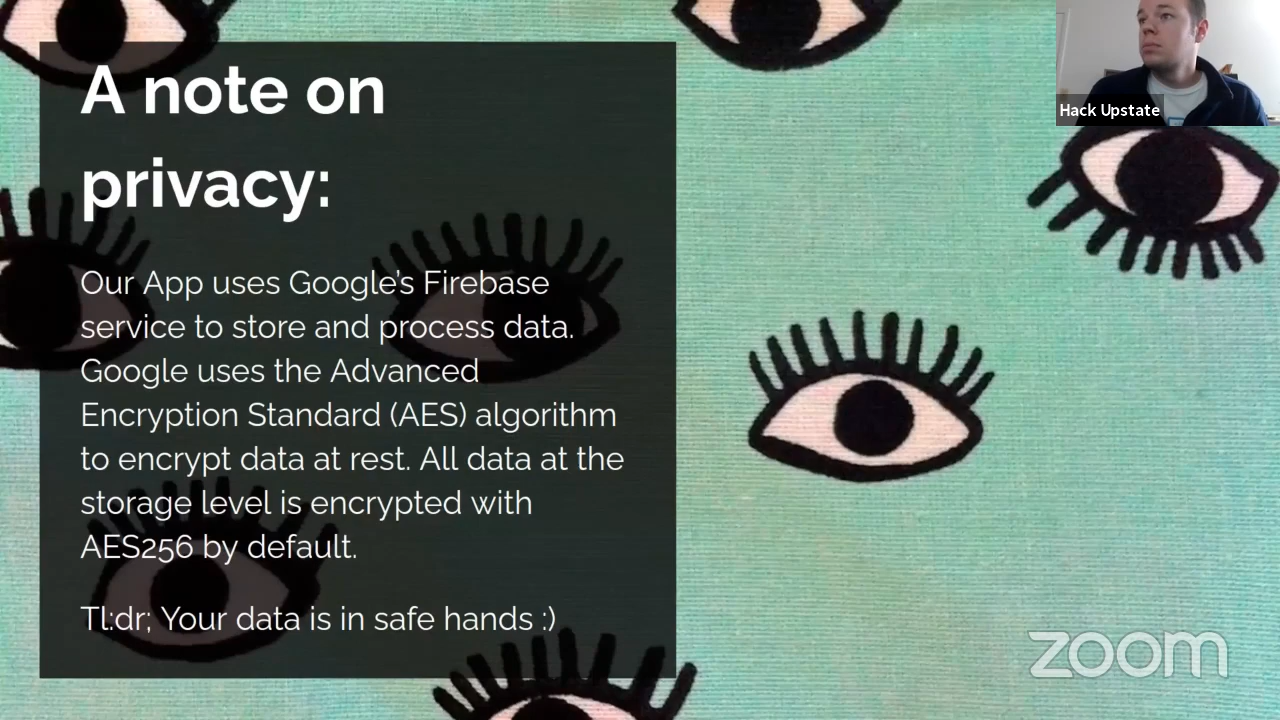 A note on
privacy:
Our App uses Google's Firebase
service to store and process data.
Google uses the Advanced
Encryption Standard (AES) algorithm
to encrypt data at rest. All data at the
storage level is encrypted with
AES256 by default.
Tl:dr; Your data is in safe hands :)
Hack Upstate
zoom